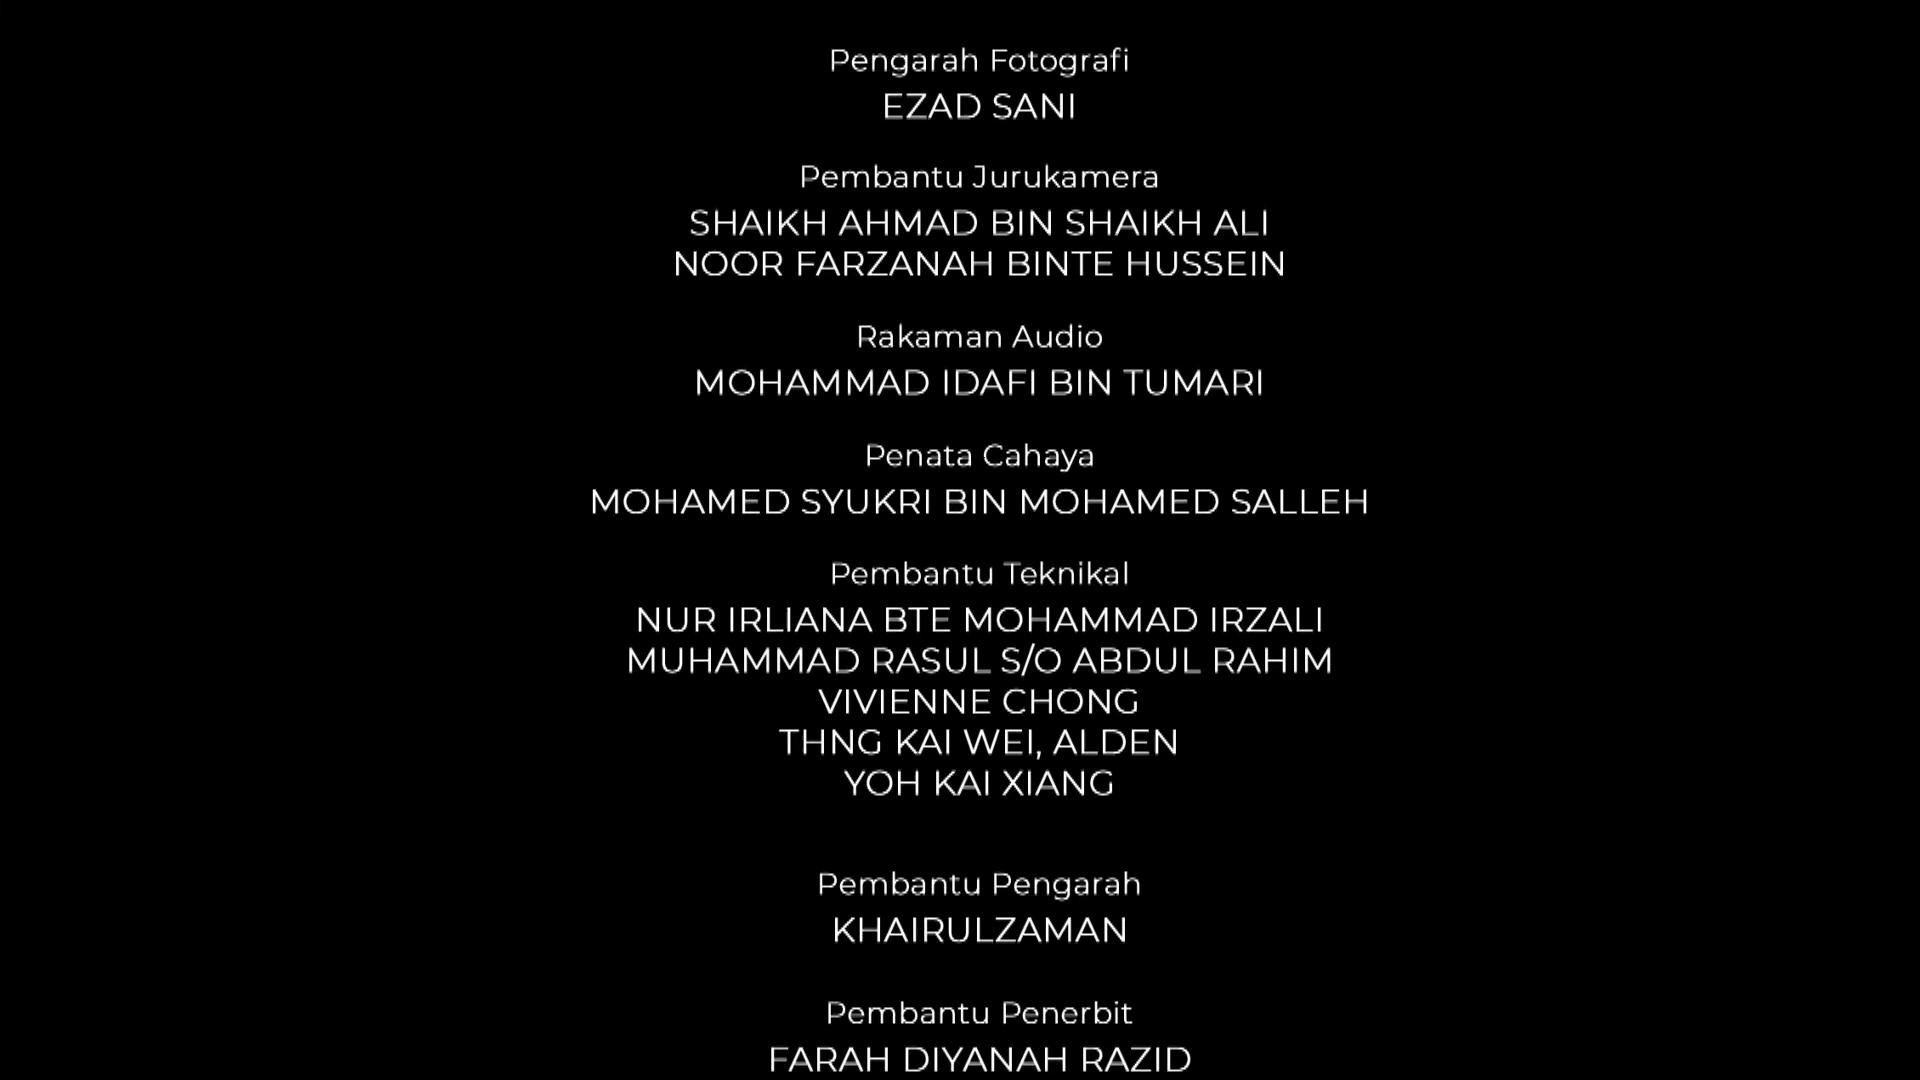 Pengarah Fotografi
EZAD SANI
Pembantu Jurukamera
SHAIKH AHMAD BIN SHAIKH ALI
NOOR FARZANAH BINTE HUSSEIN
Rakaman Audio
MOHAMMAD IDAFI BIN TUMARI
Penata Cahaya
MOHAMED SYUKRI BIN MOHAMED SALLEH
Pembantu Teknikal
NUR IRLIANA BTE MOHAMMAD IRZALI
MUHAMMAD RASUL S/O ABDUL RAHIM
VIVIENNE CHONG
THNG KAI WEI, ALDEN
YOH KAI XIANG
Pembantu Pengarah
KHAIRULZAMAN
Pembantu Penerbit
FARAH DIYANAH RAZID